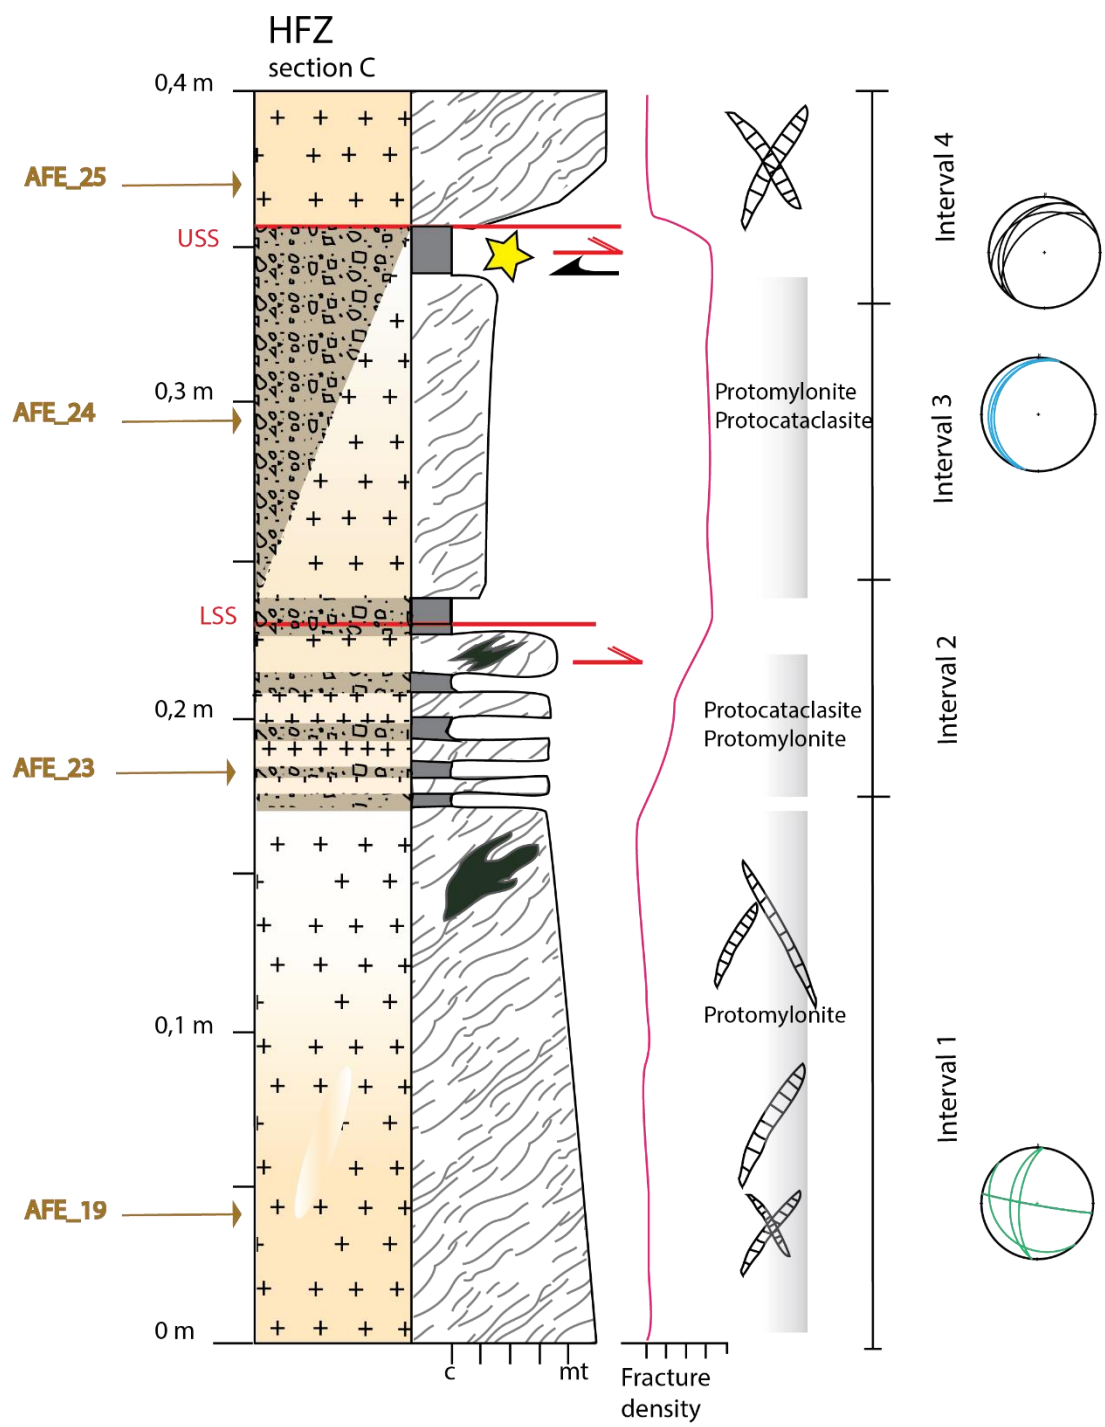 HFZ
section C
0,4 m
AFE_25
USS
Interval 4
0,3 m
AFE_24
Protomylonite
Protocataclasite
Interval 3
LSS
0,2 m
AFE_23
Protocataclasite
Protomylonite
Interval 2
0,1 m
Protomylonite
AFE_19
Interval 1
0 m
c
mt
Fracture
density